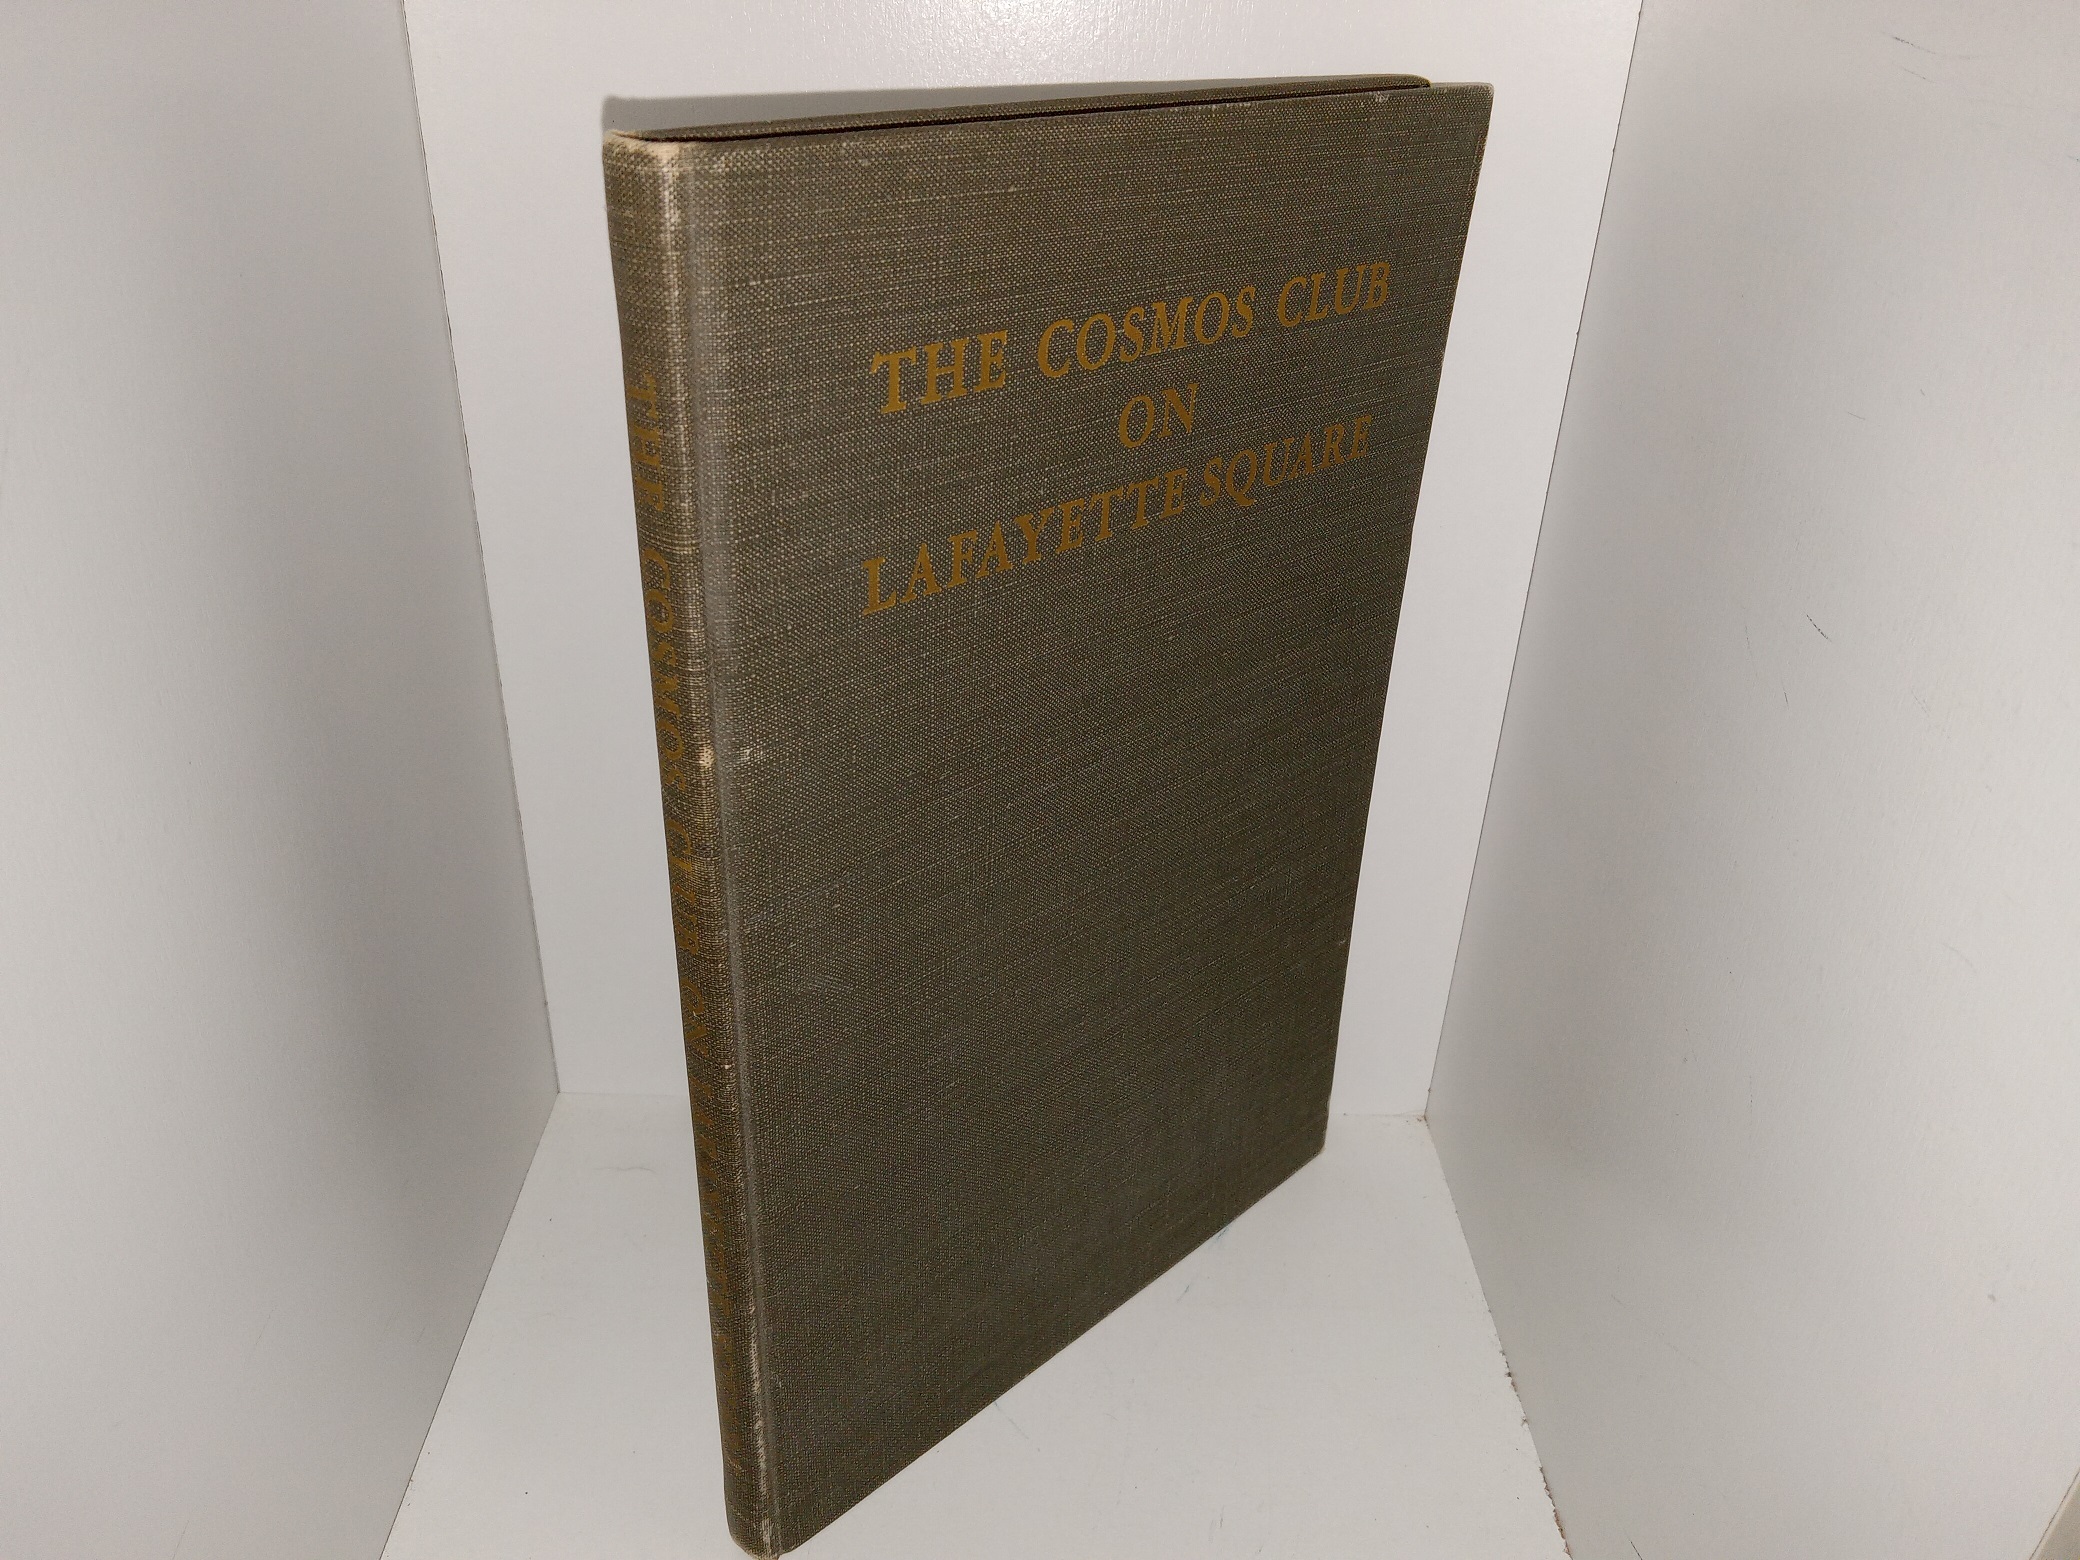 THE COSMOS CLUB
ON
LAFAYETTE SQUARE
THE COSMOS CLUB ON LAFAYETTE